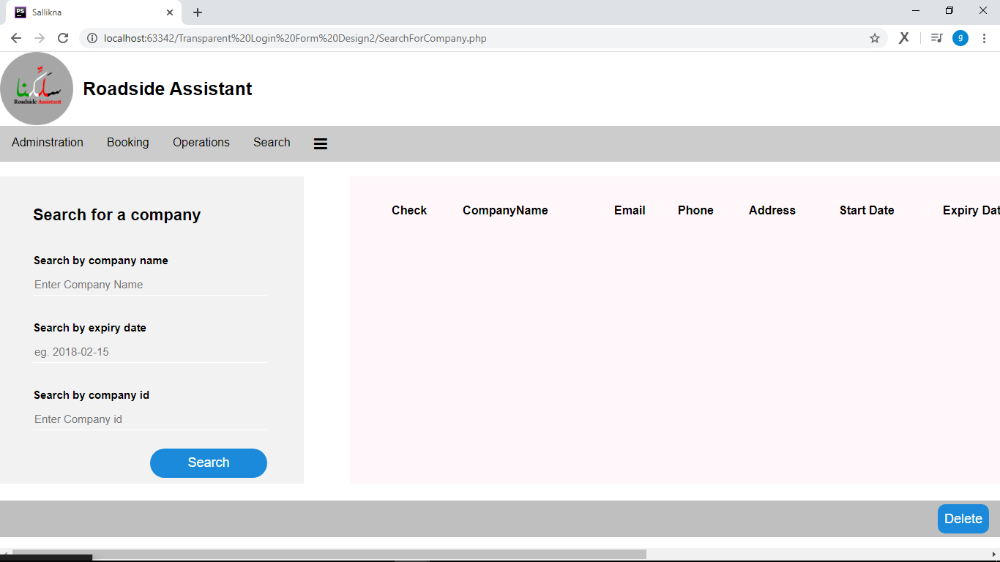 PS Sallikna
localhost:63342/Transparent%20Login%20Form%20Design2/SearchForCompany.php
X
g
سلكنا
Roadside Assistant
Roadside Assistant
Adminstration Booking Operations Search
Search for a company
Search by company name
Enter Company Name
Search by expiry date
eg. 2018-02-15
Search by company id
Enter Company id
Search
Check CompanyName Email Phone Address Start Date Expiry Dat
Delete